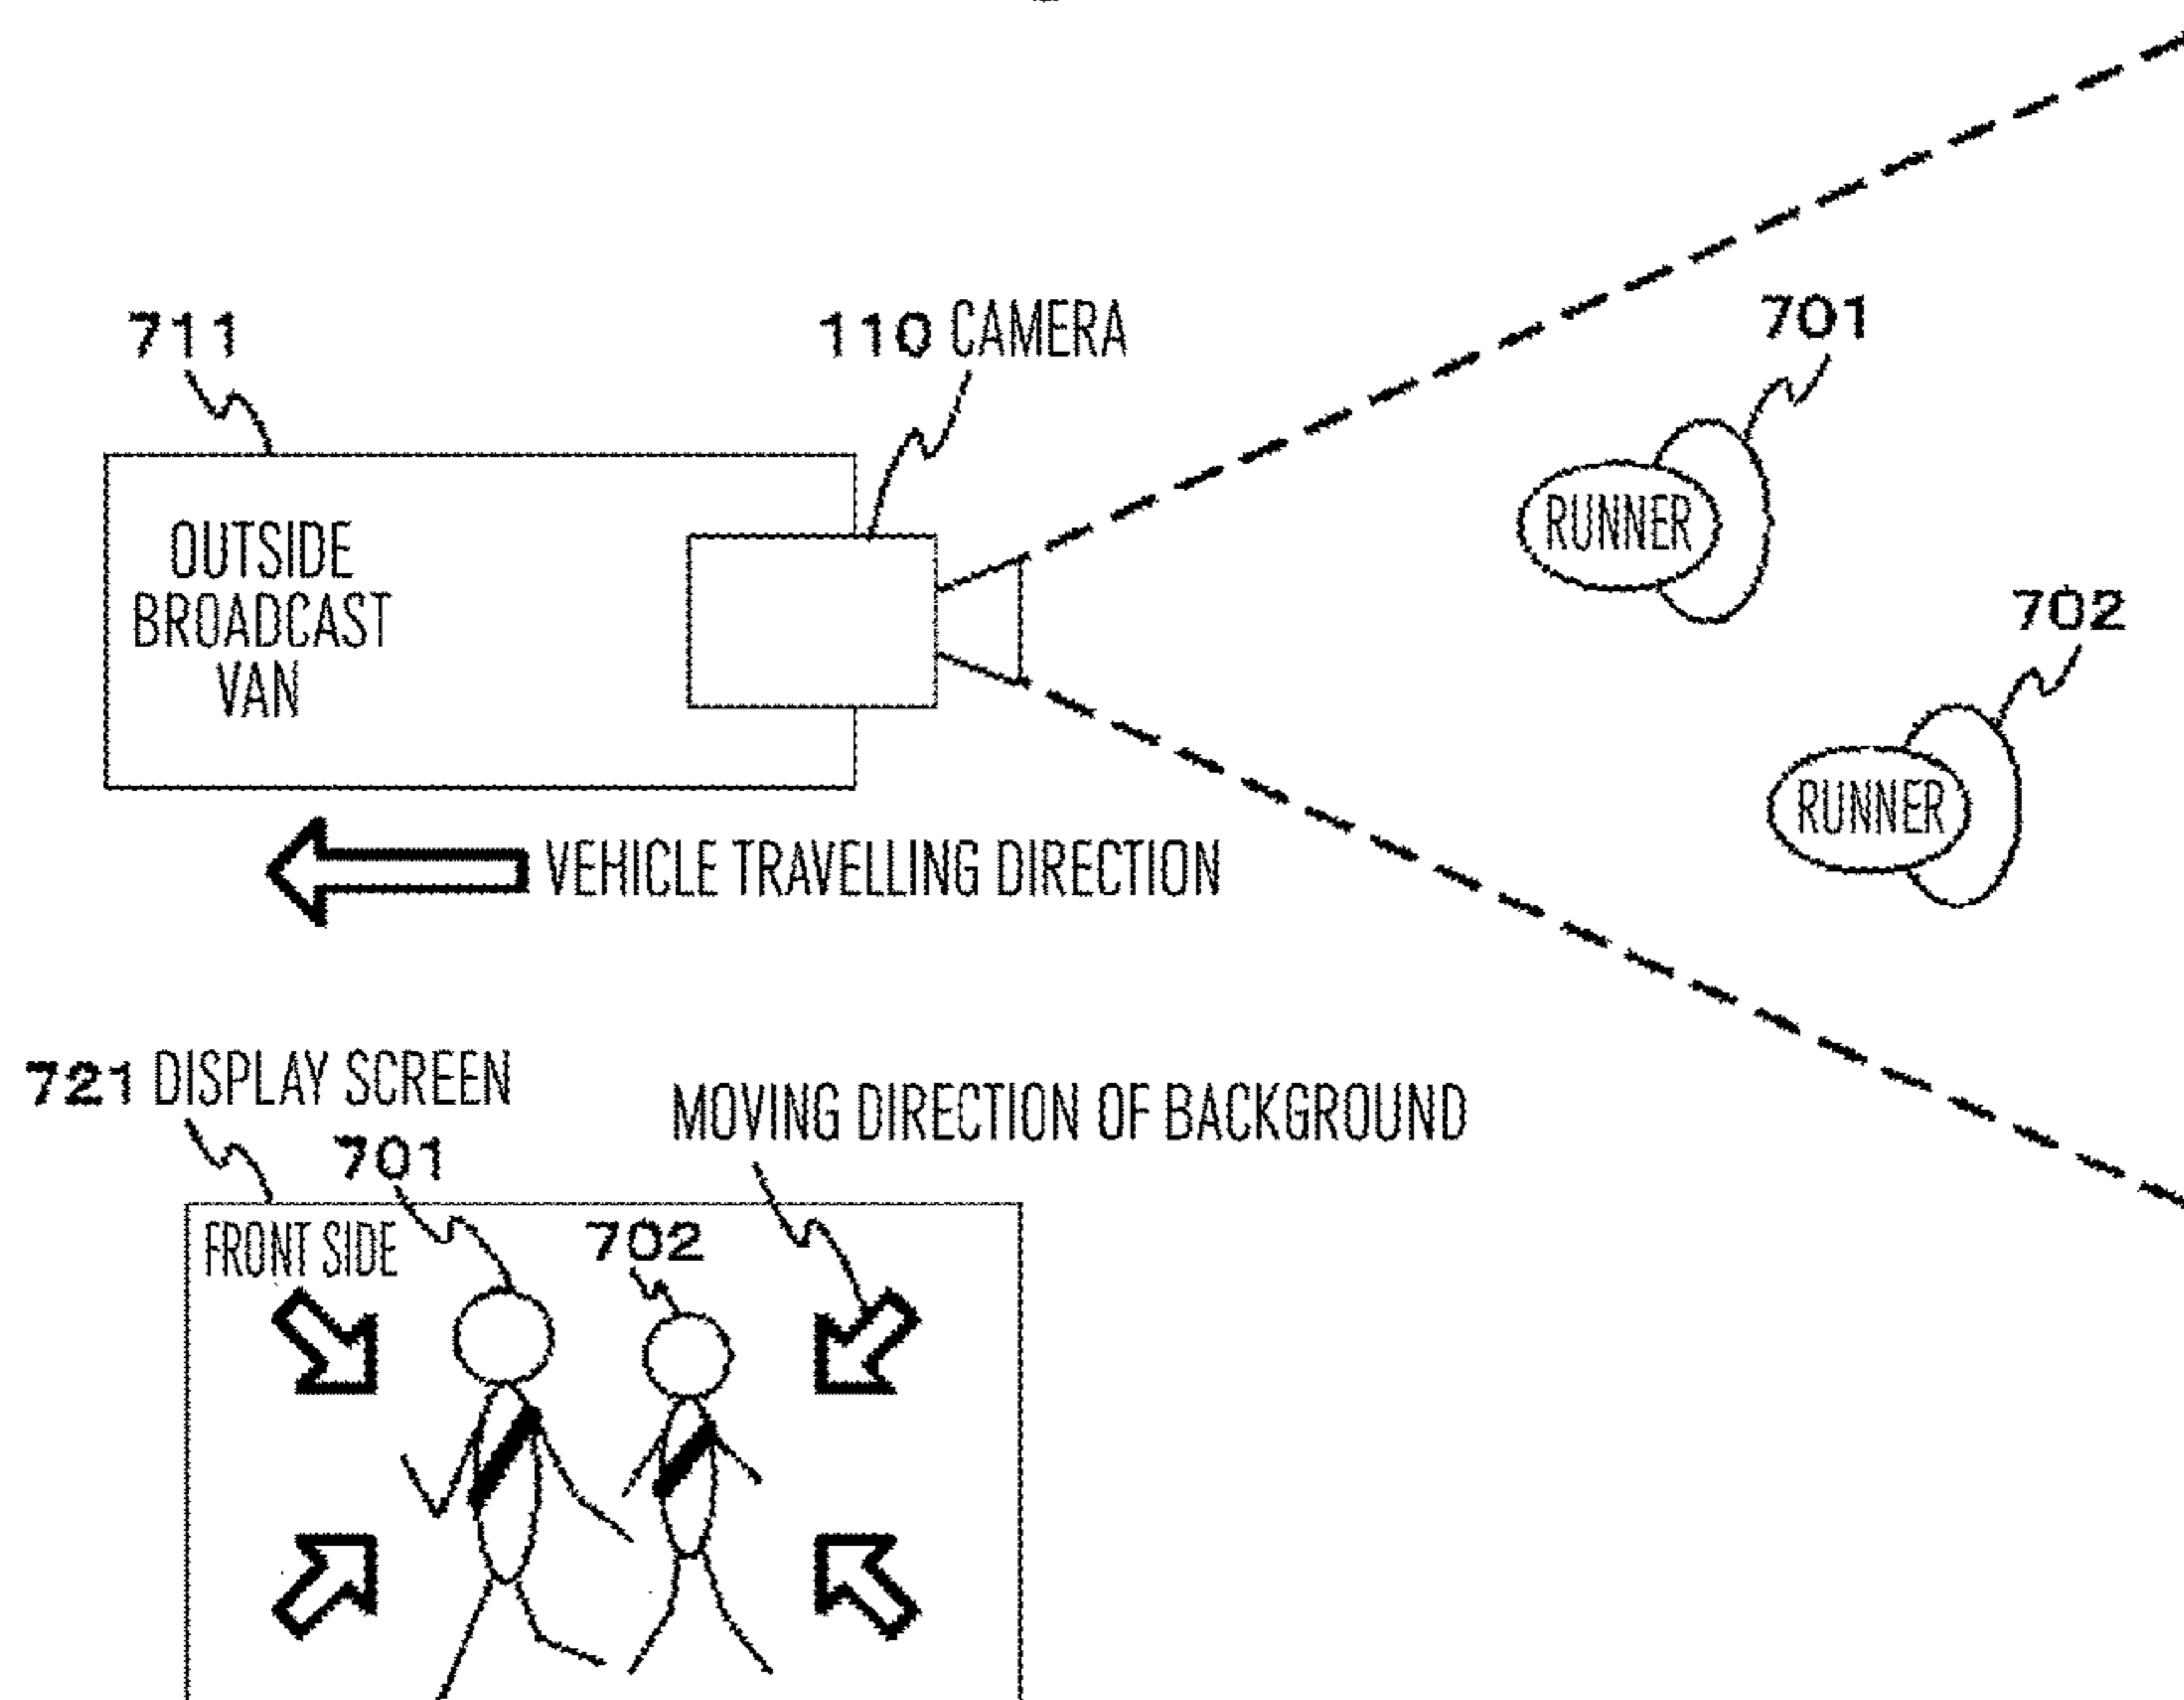 711
110 CAMERA
701
OUTSIDE
BROADCAST
VAN
RUNNER
702
RUNNER
VEHICLE TRAVELLING DIRECTION
721 DISPLAY SCREEN
MOVING DIRECTION OF BACKGROUND
701
FRONT SIDE
702